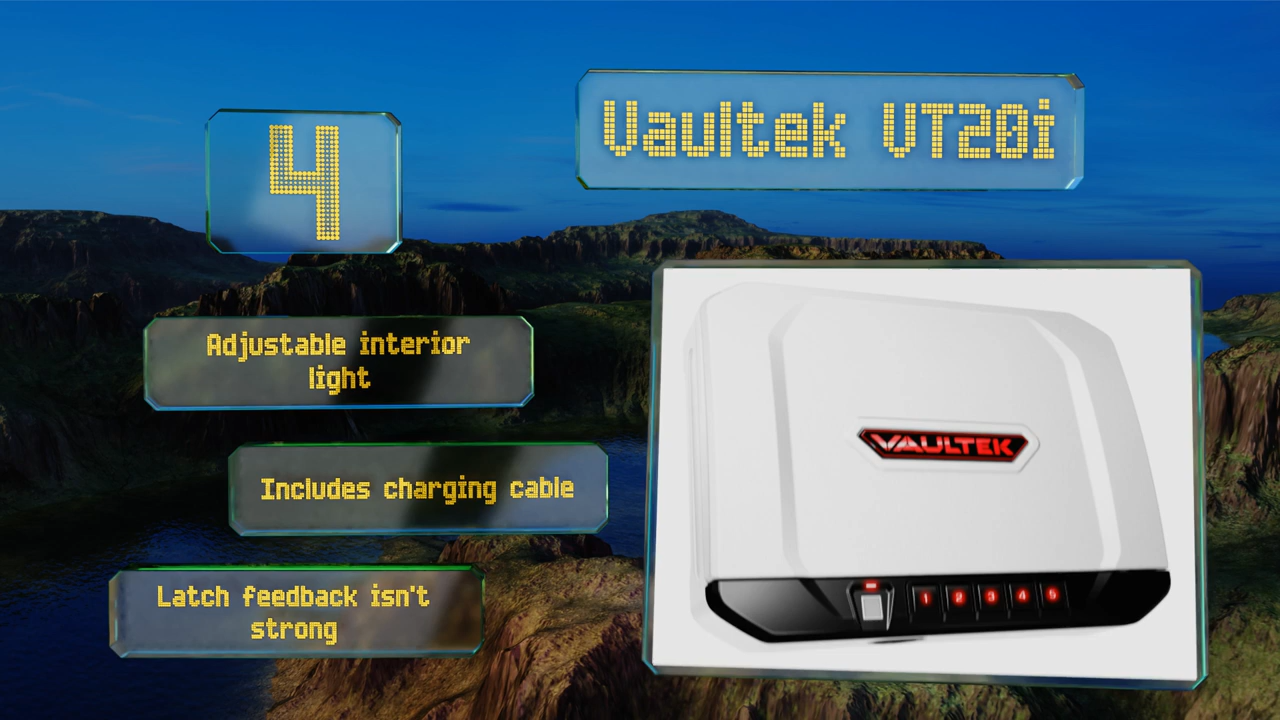 4
Vaultek VT20i
Adjustable interior
light
Includes charging cable
Latch feedback isn't
strong
VAULTEK
1 2 3 4 5